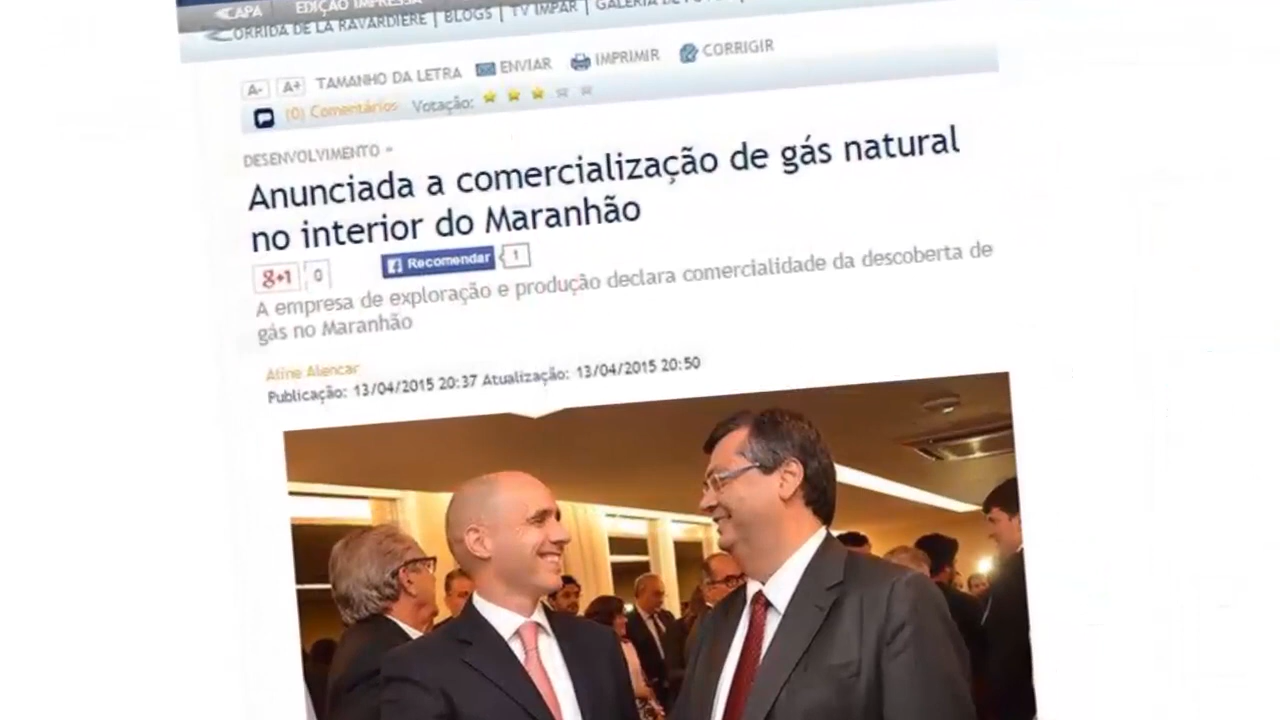 CAPA EDIÇÃO IMPRESSA
CORRIDA DE LA RAVARDIERE | BLOGS | TV IMPAR |
A- A+ TAMANHO DA LETRA ENVIAR IMPRIMIR CORRIGIR
(0) Comentários Votação:
DESENVOLVIMENTO »
Anunciada a comercialização de gás natural
no interior do Maranhão
g+1 0 Recomendar 1
A empresa de exploração e produção declara comercialidade da descoberta de
gás no Maranhão
Aline Alencar
Publicação: 13/04/2015 20:37 Atualização: 13/04/2015 20:50